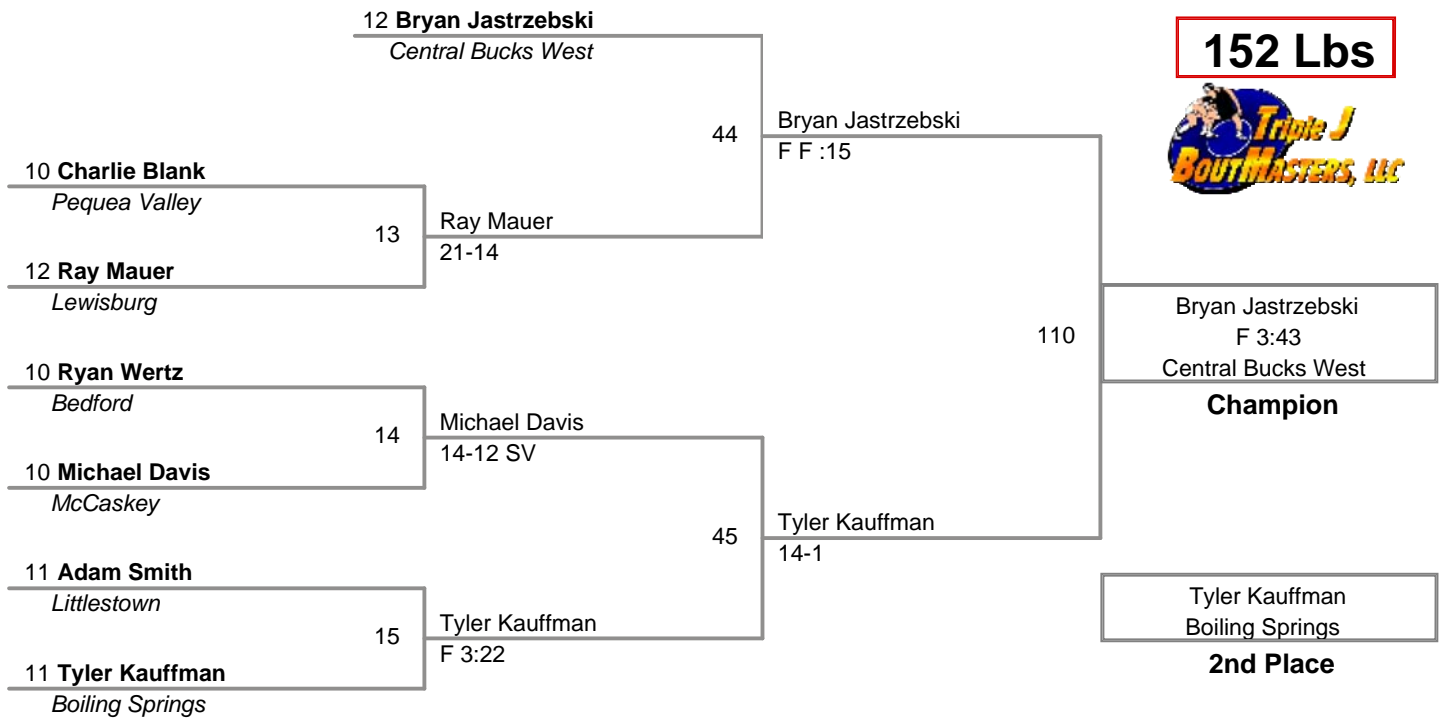 12 Bryan Jastrzebski
Central Bucks West
152 Lbs
Triple J
BOUTMASTERS, LLC
44
Bryan Jastrzebski
F F :15
10 Charlie Blank
Pequea Valley
13
Ray Mauer
21-14
12 Ray Mauer
Lewisburg
110
Bryan Jastrzebski
F 3:43
Central Bucks West
Champion
10 Ryan Wertz
Bedford
14
Michael Davis
14-12 SV
10 Michael Davis
McCaskey
45
Tyler Kauffman
14-1
11 Adam Smith
Littlestown
15
Tyler Kauffman
F 3:22
11 Tyler Kauffman
Boiling Springs
Tyler Kauffman
Boiling Springs
2nd Place